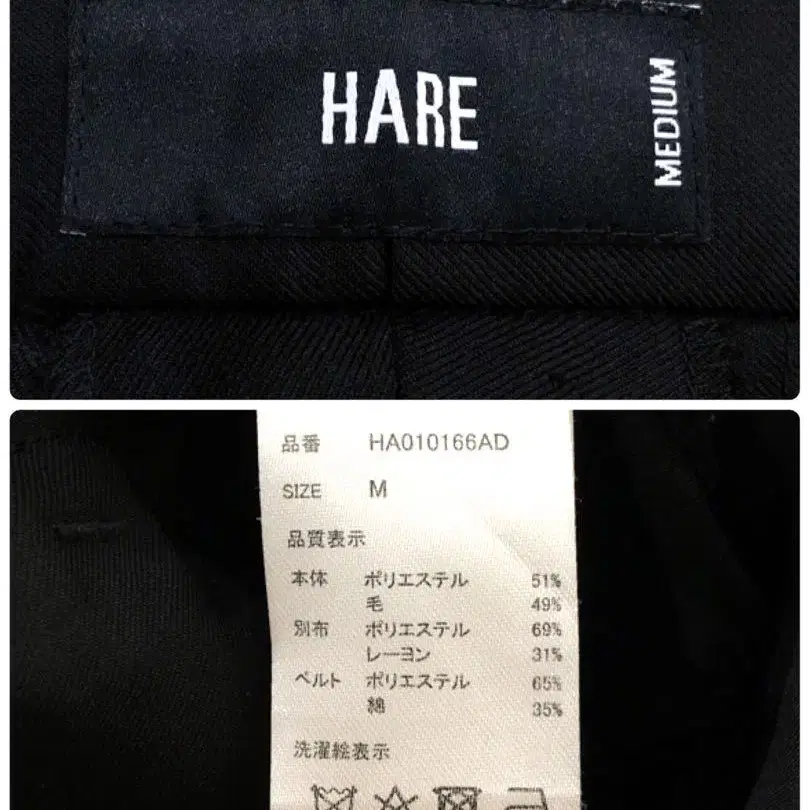 HARE
MEDIUM
品番 HA010166AD
SIZE M
品質表示
本体 ポリエステル 51%
毛 49%
別布 ポリエステル 69%
レーヨン 31%
ベルト ポリエステル 65%
綿 35%
洗濯絵表示